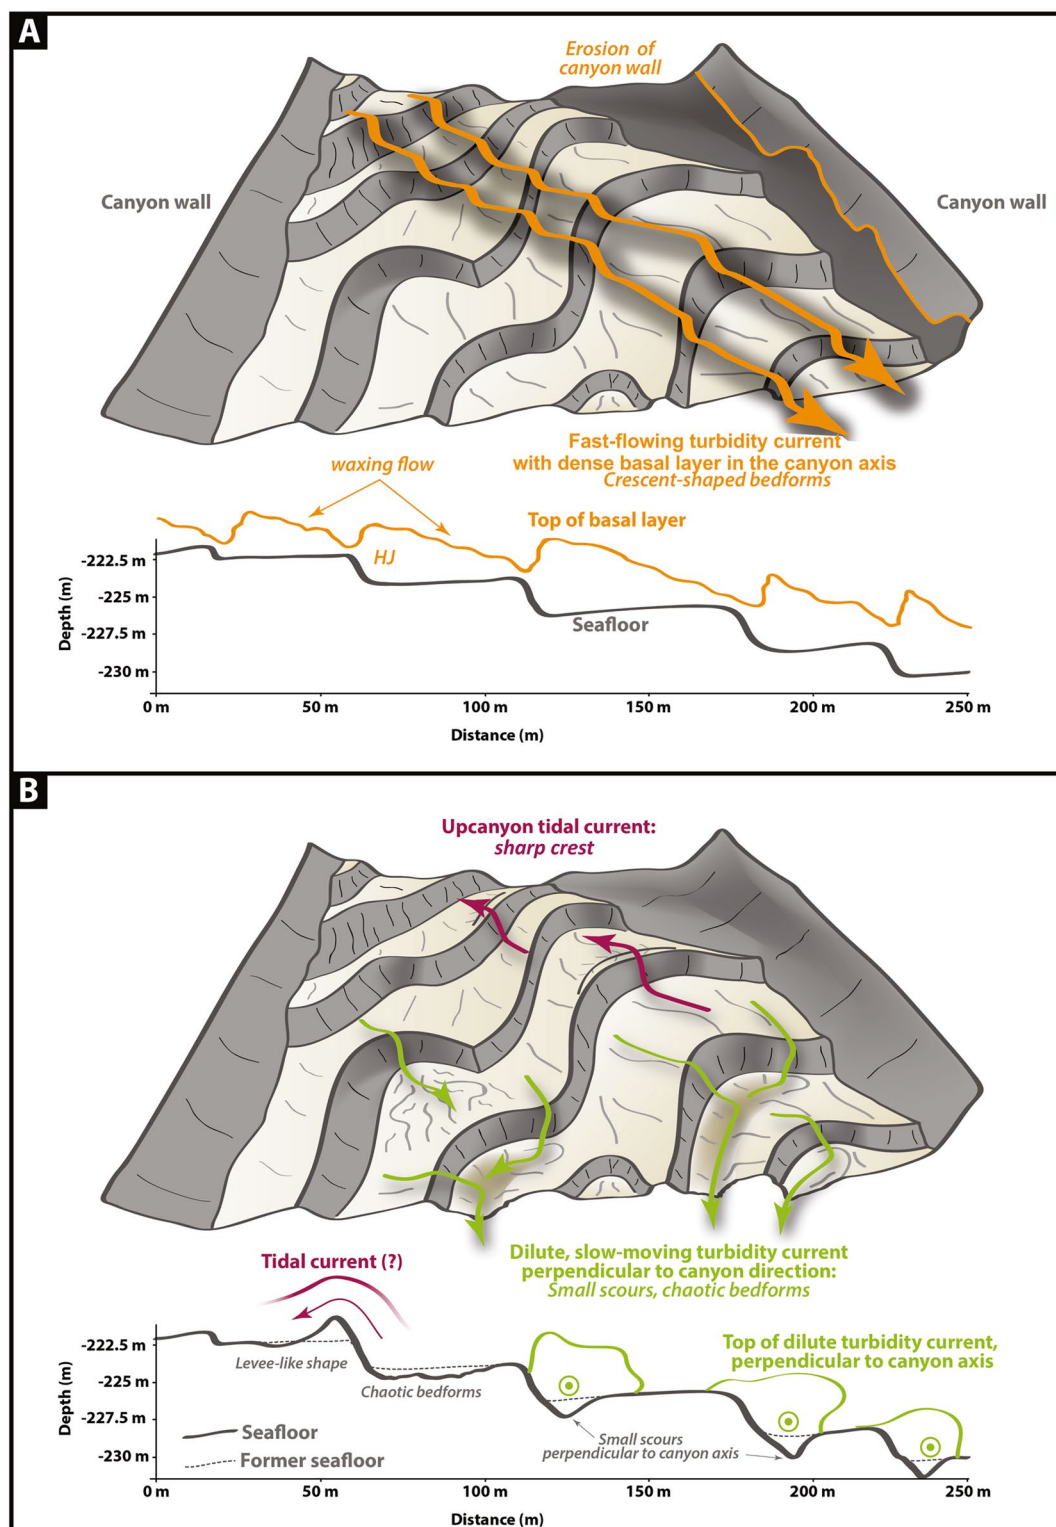 A
Erosion of
canyon wall
Canyon wall
Canyon wall
Fast-flowing turbidity current
with dense basal layer in the canyon axis
Crescent-shaped bedforms
waxing flow
Top of basal layer
HJ
Seafloor
Depth (m)
-222.5 m
-225 m
-227.5 m
-230 m
0 m 50 m 100 m 150 m 200 m 250 m
Distance (m)
B
Upcanyon tidal current:
sharp crest
Dilute, slow-moving turbidity current
perpendicular to canyon direction:
Small scours, chaotic bedforms
Tidal current (?)
Top of dilute turbidity current,
perpendicular to canyon axis
Levee-like shape
Chaotic bedforms
Small scours
perpendicular to canyon axis
Seafloor
Former seafloor
Depth (m)
-222.5 m
-225 m
-227.5 m
-230 m
0 m 50 m 100 m 150 m 200 m 250 m
Distance (m)